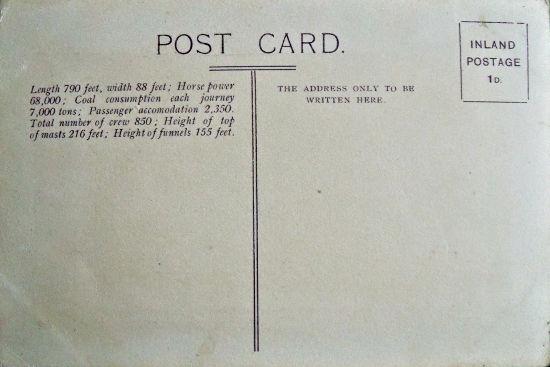 POST CARD.
INLAND
POSTAGE
1D.
Length 790 feet, width 88 feet; Horse power
68,000; Coal consumption each journey
7,000 tons; Passenger accomodation 2,350.
Total number of crew 850; Height of top
of masts 216 feet; Height of funnels 155 feet.
THE ADDRESS ONLY TO BE
WRITTEN HERE.